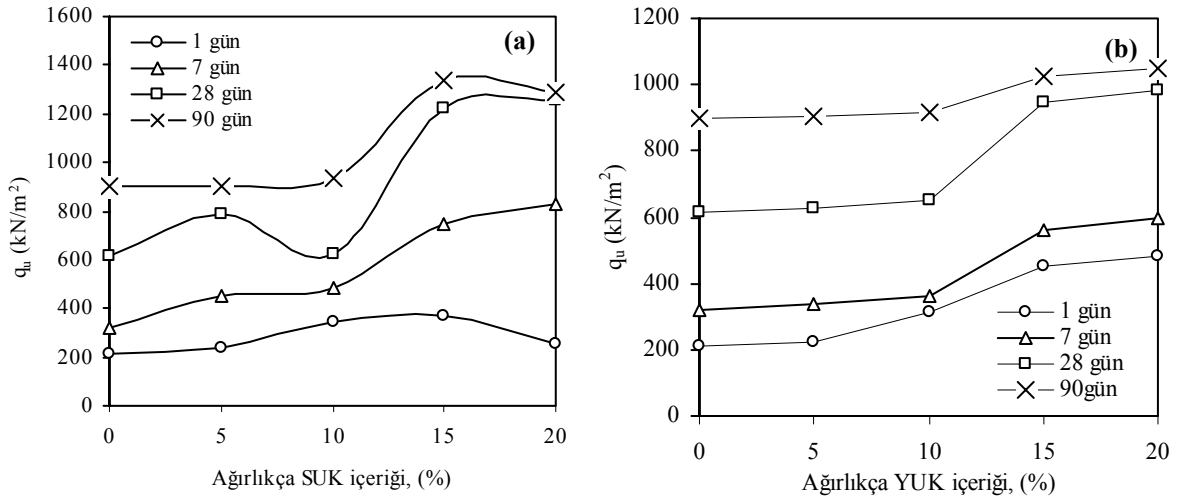 1600
1400
1200
1000
800
600
400
200
0
qu (kN/m²)
(a)
1 gün
7 gün
28 gün
90 gün
0 5 10 15 20
Ağırlıkça SUK içeriği, (%)
1200
1000
800
600
400
200
0
qu (kN/m²)
(b)
1 gün
7 gün
28 gün
90gün
0 5 10 15 20
Ağırlıkça YUK içeriği, (%)